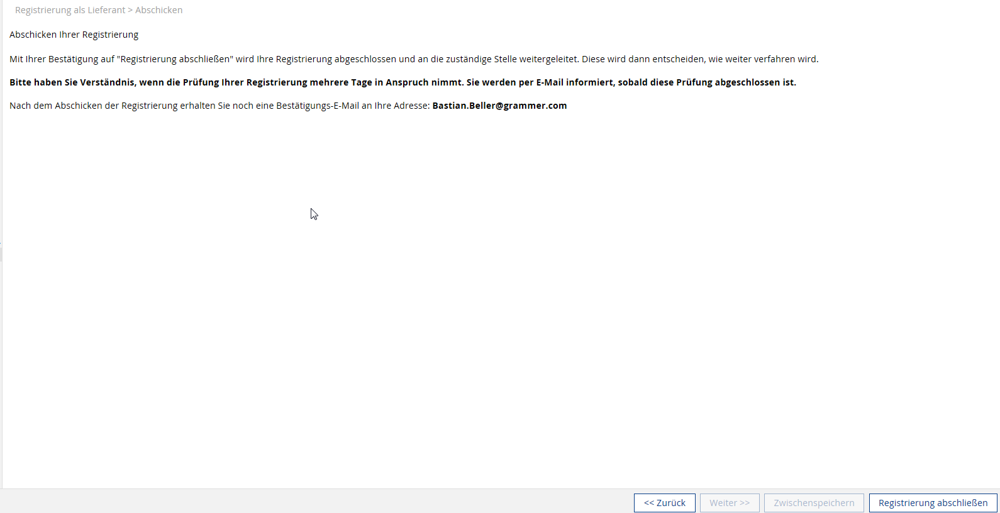 Registrierung als Lieferant > Abschicken
Abschicken Ihrer Registrierung
Mit Ihrer Bestätigung auf "Registrierung abschließen" wird Ihre Registrierung abgeschlossen und an die zuständige Stelle weitergeleitet. Diese wird dann entscheiden, wie weiter verfahren wird.
Bitte haben Sie Verständnis, wenn die Prüfung Ihrer Registrierung mehrere Tage in Anspruch nimmt. Sie werden per E-Mail informiert, sobald diese Prüfung abgeschlossen ist.
Nach dem Abschicken der Registrierung erhalten Sie noch eine Bestätigungs-E-Mail an Ihre Adresse: Bastian.Beller@grammer.com
<< Zurück
Weiter >>
Zwischenspeichern
Registrierung abschließen